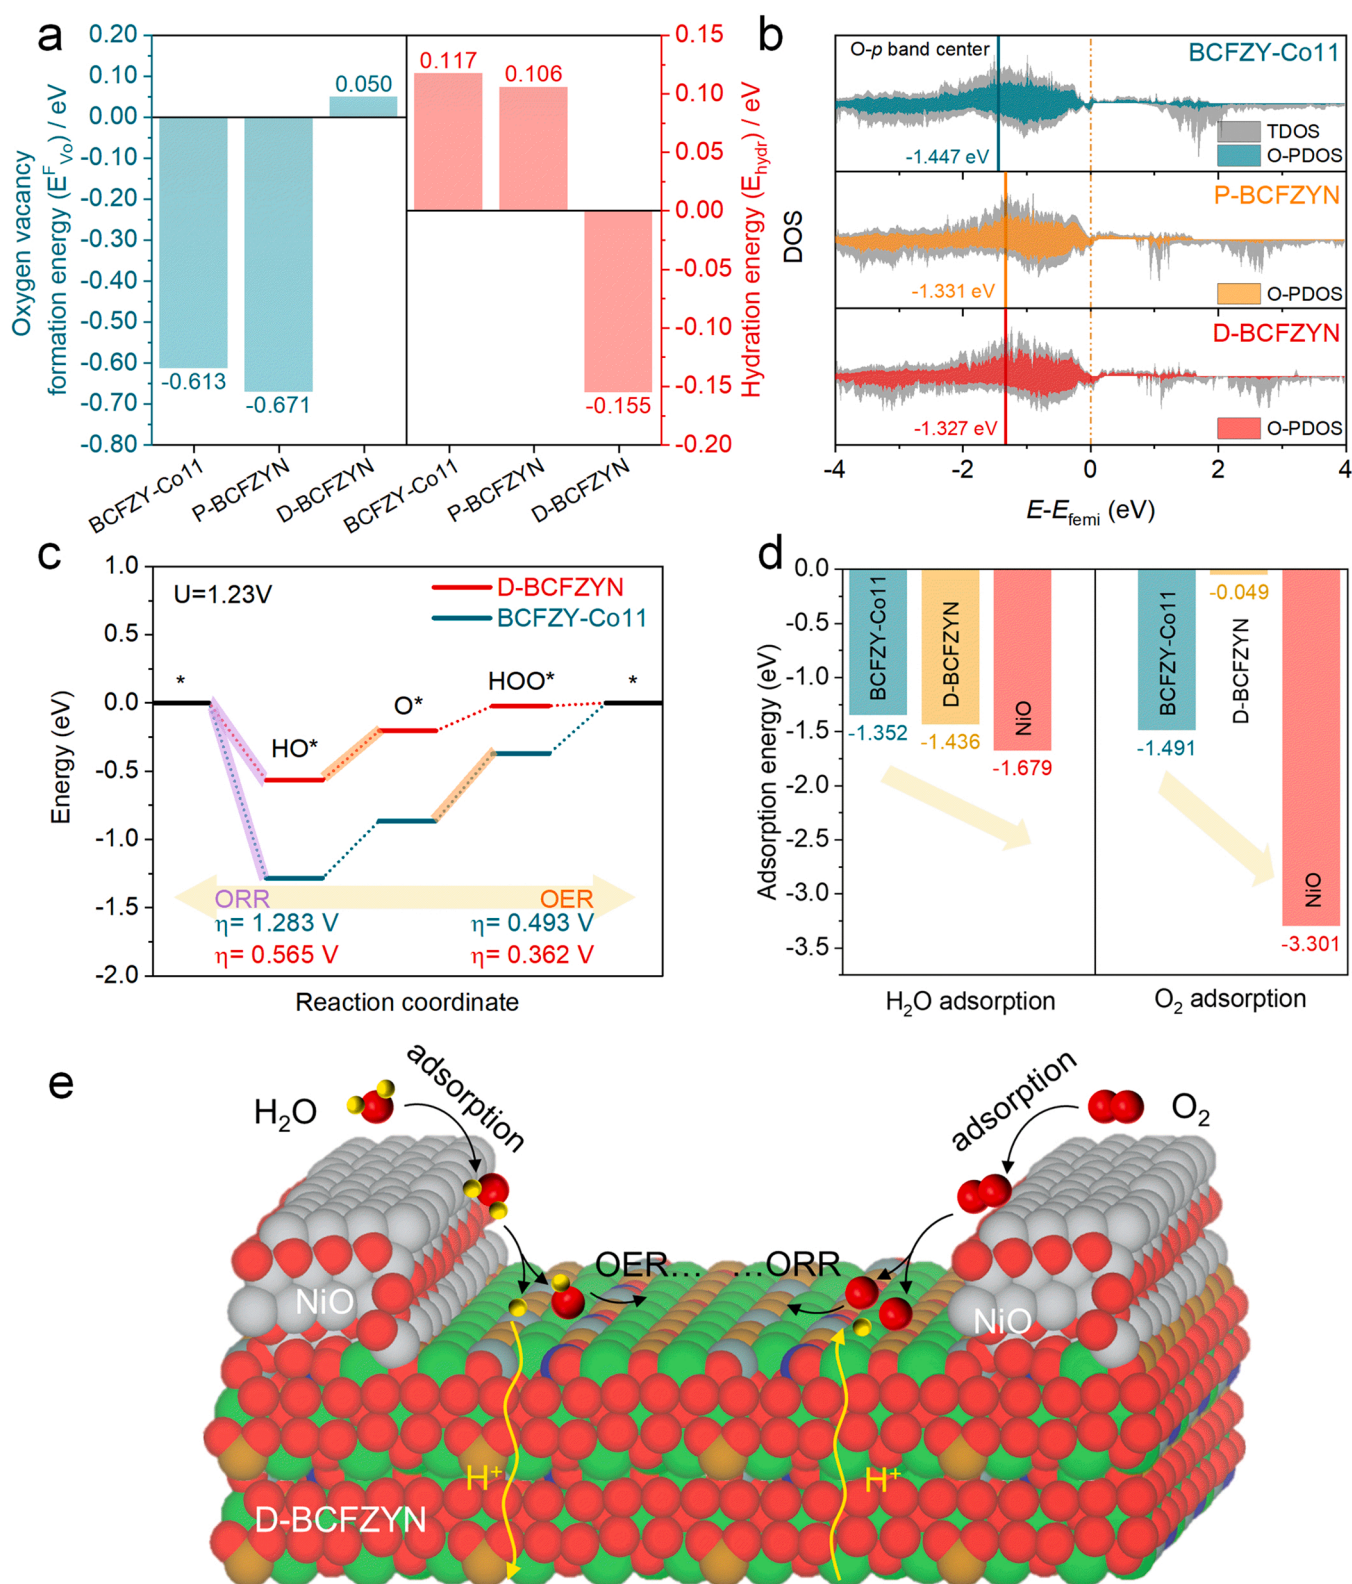 a
0.20
0.10
0.00
-0.10
-0.20
-0.30
-0.40
-0.50
-0.60
-0.70
-0.80
Oxygen vacancy
formation energy (E^F_Vo) / eV
-0.613
-0.671
0.050
0.117
0.106
-0.155
0.15
0.10
0.05
0.00
-0.05
-0.10
-0.15
-0.20
Hydration energy (E_hydr) / eV
BCFZY-Co11
P-BCFZYN
D-BCFZYN
BCFZY-Co11
P-BCFZYN
D-BCFZYN
b
O-p band center
BCFZY-Co11
TDOS
O-PDOS
-1.447 eV
P-BCFZYN
-1.331 eV
O-PDOS
D-BCFZYN
-1.327 eV
O-PDOS
DOS
-4
-2
0
2
4
E-E_femi (eV)
c
1.0
0.5
0.0
-0.5
-1.0
-1.5
-2.0
Energy (eV)
U=1.23V
D-BCFZYN
BCFZY-Co11
*
HO*
O*
HOO*
*
ORR
OER
η= 1.283 V
η= 0.493 V
η= 0.565 V
η= 0.362 V
Reaction coordinate
d
0.0
-0.5
-1.0
-1.5
-2.0
-2.5
-3.0
-3.5
Adsorption energy (eV)
BCFZY-Co11
-1.352
D-BCFZYN
-1.436
NiO
-1.679
BCFZY-Co11
-1.491
-0.049
D-BCFZYN
NiO
-3.301
H₂O adsorption
O₂ adsorption
e
H₂O
adsorption
adsorption
O₂
OER...
...ORR
NiO
NiO
H⁺
H⁺
D-BCFZYN